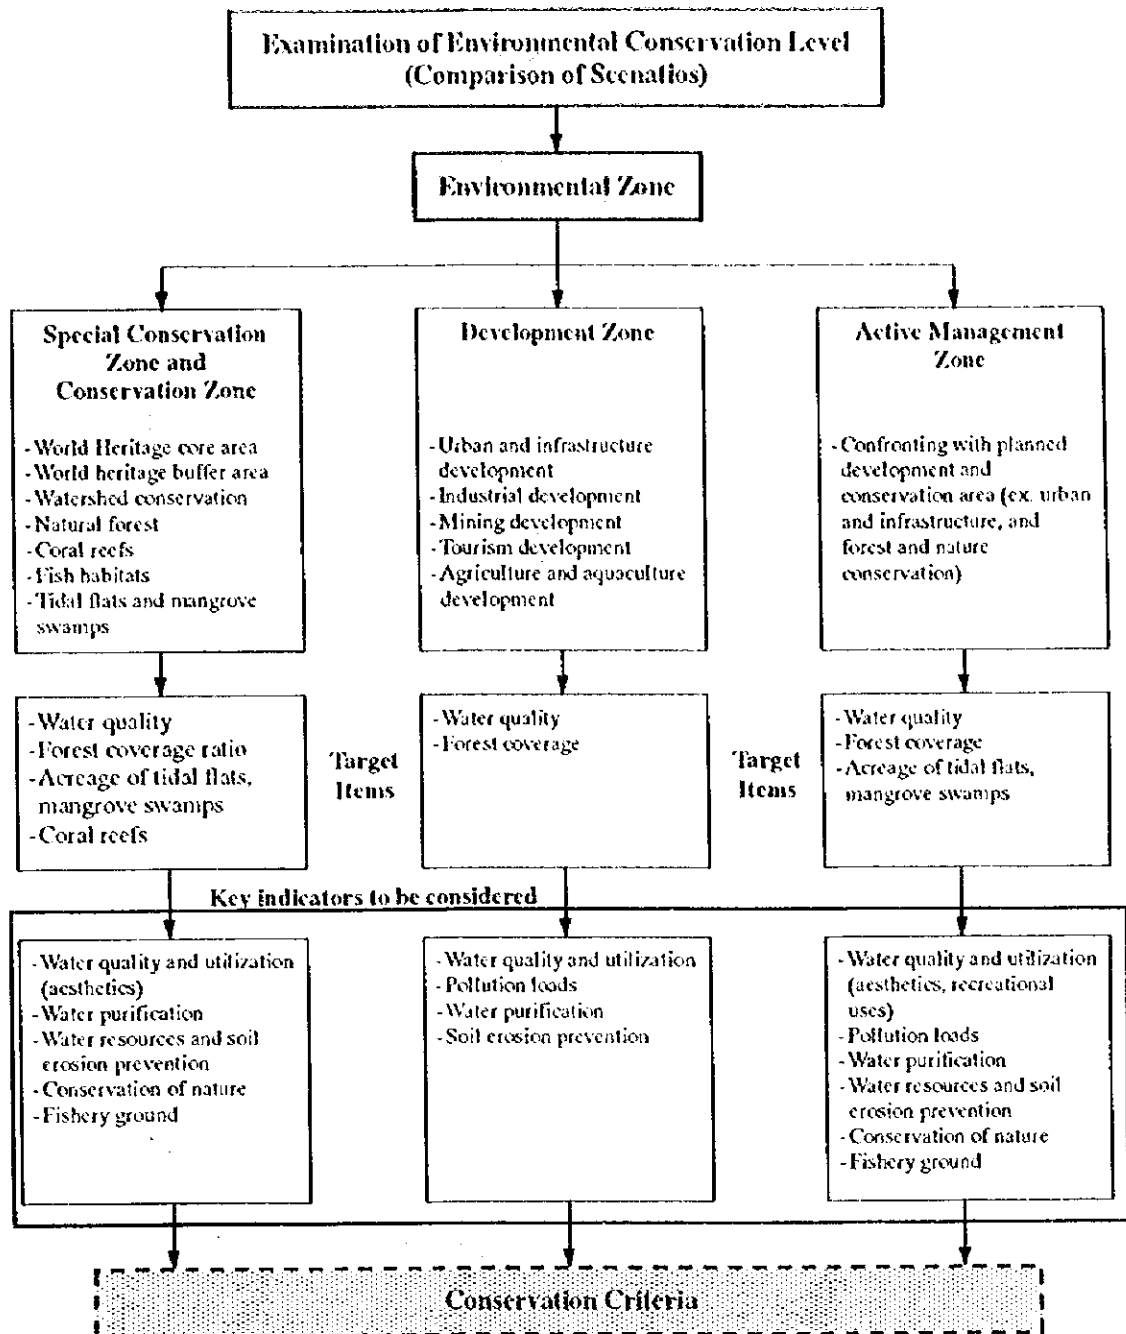 Examination of Environmental Conservation Level
(Comparison of Scenatios)
Environmental Zone
Special Conservation
Zone and
Conservation Zone
-World Heritage core area
-World heritage buffer area
-Watershed conservation
-Natural forest
-Coral reefs
-Fish habitats
-Tidal flats and mangrove
swamps
Development Zone
-Urban and infrastructure
development
-Industrial development
-Mining development
-Tourism development
-Agriculture and aquaculture
development
Active Management
Zone
-Confronting with planned
development and
conservation area (ex. urban
and infrastructure, and
forest and nature
conservation)
-Water quality
-Forest coverage ratio
-Acreage of tidal flats,
mangrove swamps
-Coral reefs
Target
Items
-Water quality
-Forest coverage
Target
Items
-Water quality
-Forest coverage
-Acreage of tidal flats,
mangrove swamps
Key indicators to be considered
-Water quality and utilization
(aesthetics)
-Water purification
-Water resources and soil
erosion prevention
-Conservation of nature
-Fishery ground
-Water quality and utilization
-Pollution loads
-Water purification
-Soil erosion prevention
-Water quality and utilization
(aesthetics, recreational
uses)
-Pollution loads
-Water purification
-Water resources and soil
erosion prevention
-Conservation of nature
-Fishery ground
Conservation Criteria